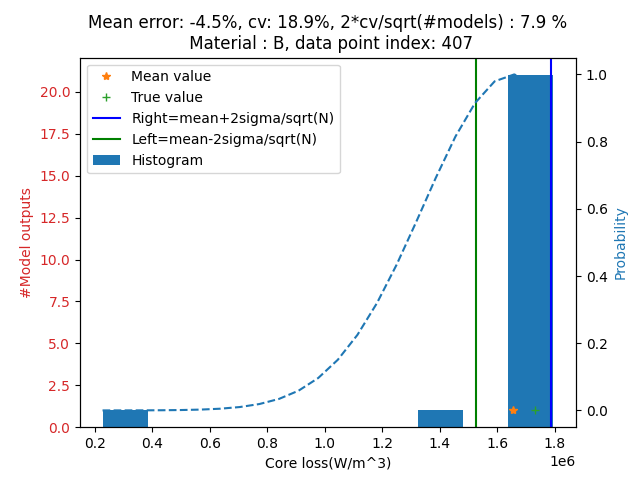 Mean error: -4.5%, cv: 18.9%, 2*cv/sqrt(#models) : 7.9 %
Material : B, data point index: 407
Mean value
True value
Right=mean+2sigma/sqrt(N)
Left=mean-2sigma/sqrt(N)
Histogram
#Model outputs
20.0
17.5
15.0
12.5
10.0
7.5
5.0
2.5
0.0
1.0
0.8
0.6
0.4
0.2
0.0
Probability
0.2 0.4 0.6 0.8 1.0 1.2 1.4 1.6 1.8
1e6
Core loss(W/m^3)